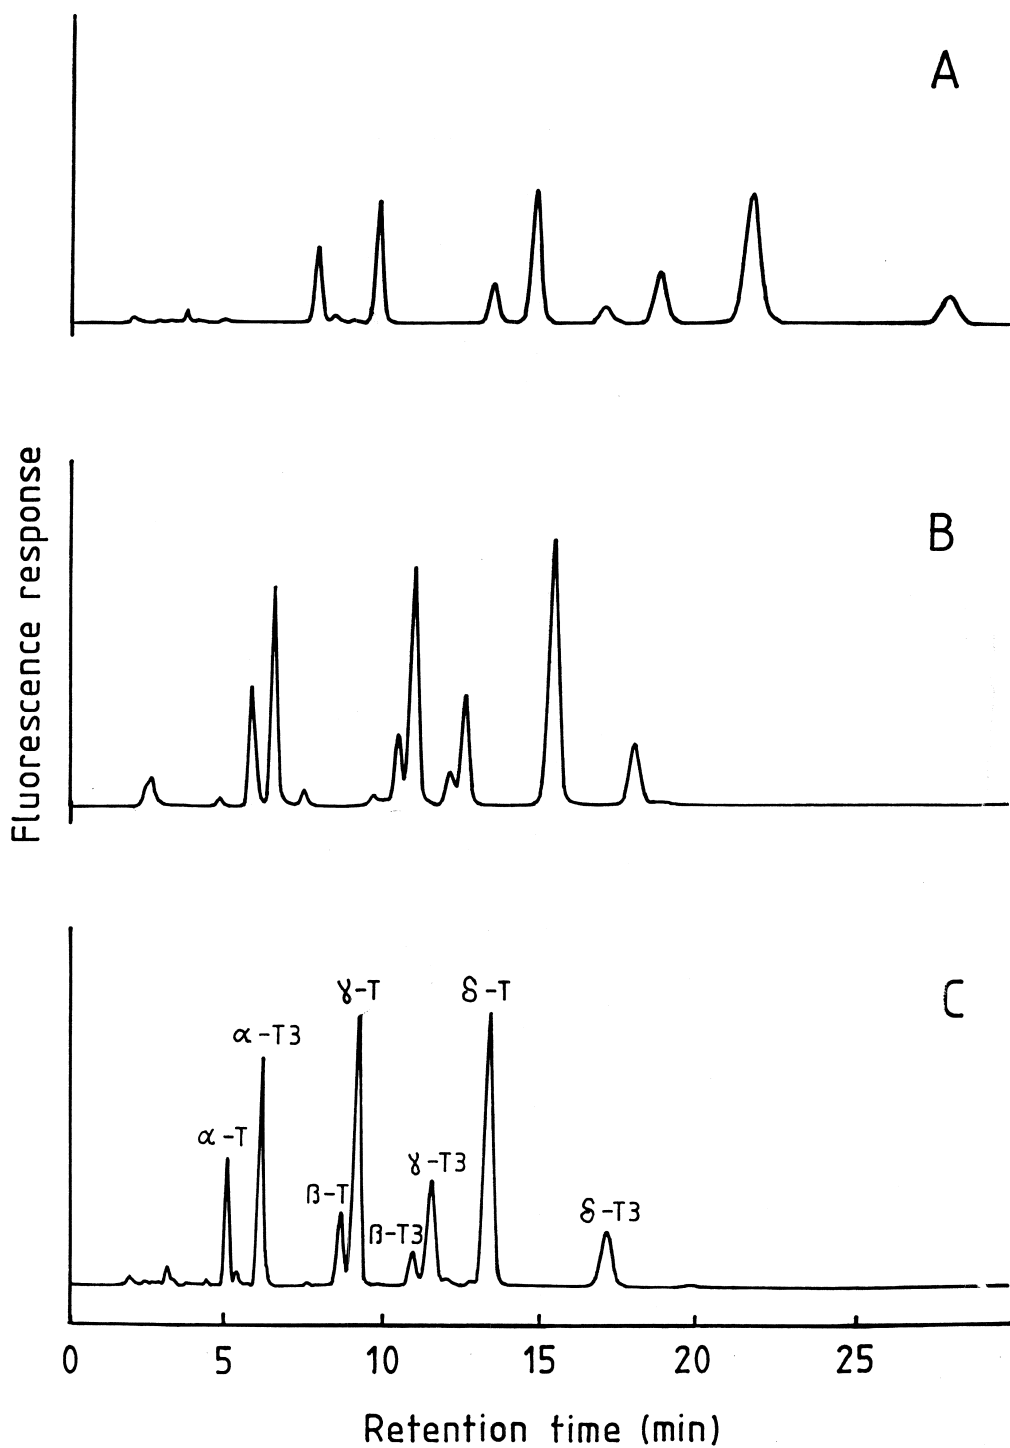 A
B
Fluorescence response
C
γ-T
δ-T
α-T3
α-T
γ-T3
β-T
δ-T3
β-T3
0 5 10 15 20 25
Retention time (min)